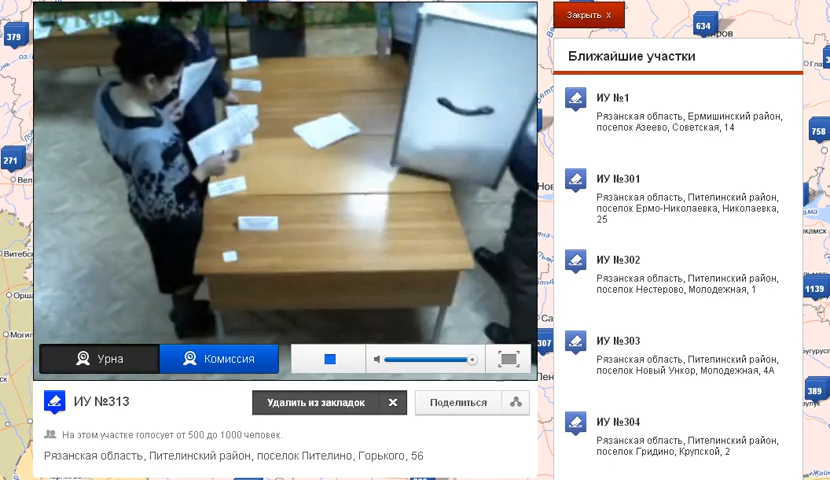 379
271
634
758
1139
307
389
Закрыть x
Ближайшие участки
ИУ №1
Рязанская область, Ермишинский район,
поселок Азеево, Советская, 14
ИУ №301
Рязанская область, Пителинский район,
поселок Ермо-Николаевка, Николаевка,
25
ИУ №302
Рязанская область, Пителинский район,
поселок Нестерово, Молодежная, 1
ИУ №303
Рязанская область, Пителинский район,
поселок Новый Ункор, Молодежная, 4А
ИУ №304
Рязанская область, Пителинский район,
поселок Гридино, Крупской, 2
Урна
Комиссия
ИУ №313
Удалить из закладок X
Поделиться
На этом участке голосует от 500 до 1000 человек.
Рязанская область, Пителинский район, поселок Пителино, Горького, 56